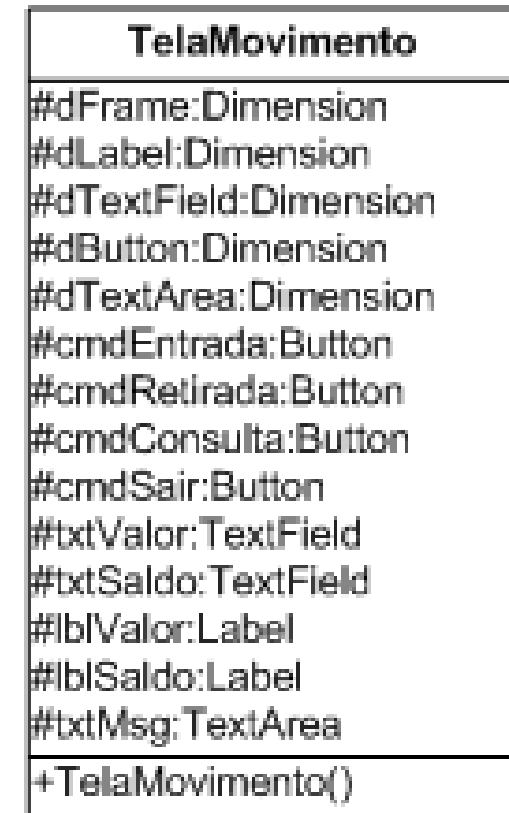 TelaMovimento
#dFrame:Dimension
#dLabel:Dimension
#dTextField:Dimension
#dButton:Dimension
#dTextArea:Dimension
#cmdEntrada:Button
#cmdRetirada:Button
#cmdConsulta:Button
#cmdSair:Button
#txtValor:TextField
#txtSaldo:TextField
#lblValor:Label
#lblSaldo:Label
#txtMsg:TextArea
+TelaMovimento()